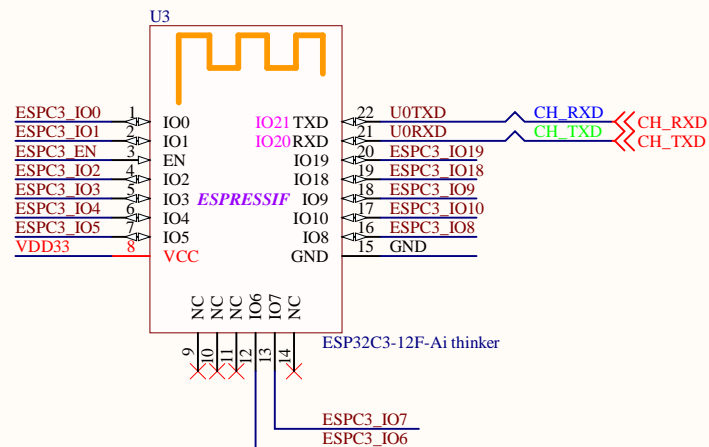 U3
ESPC3_IO0 1 IO0
ESPC3_IO1 2 IO1
ESPC3_EN 3 EN
ESPC3_IO2 4 IO2
ESPC3_IO3 5 IO3
ESPC3_IO4 6 IO4
ESPC3_IO5 7 IO5
VDD33 8 VCC
ESPRESSIF
IO21 TXD 22 U0TXD CH_RXD CH_RXD
IO20 RXD 21 U0RXD CH_TXD CH_TXD
IO19 20 ESPC3_IO19
IO18 19 ESPC3_IO18
IO9 18 ESPC3_IO9
IO10 17 ESPC3_IO10
IO8 16 ESPC3_IO8
GND 15 GND
NC NC NC IO6 IO7 NC
9 10 11 12 13 14
ESP32C3-12F-Ai thinker
ESPC3_IO7
ESPC3_IO6